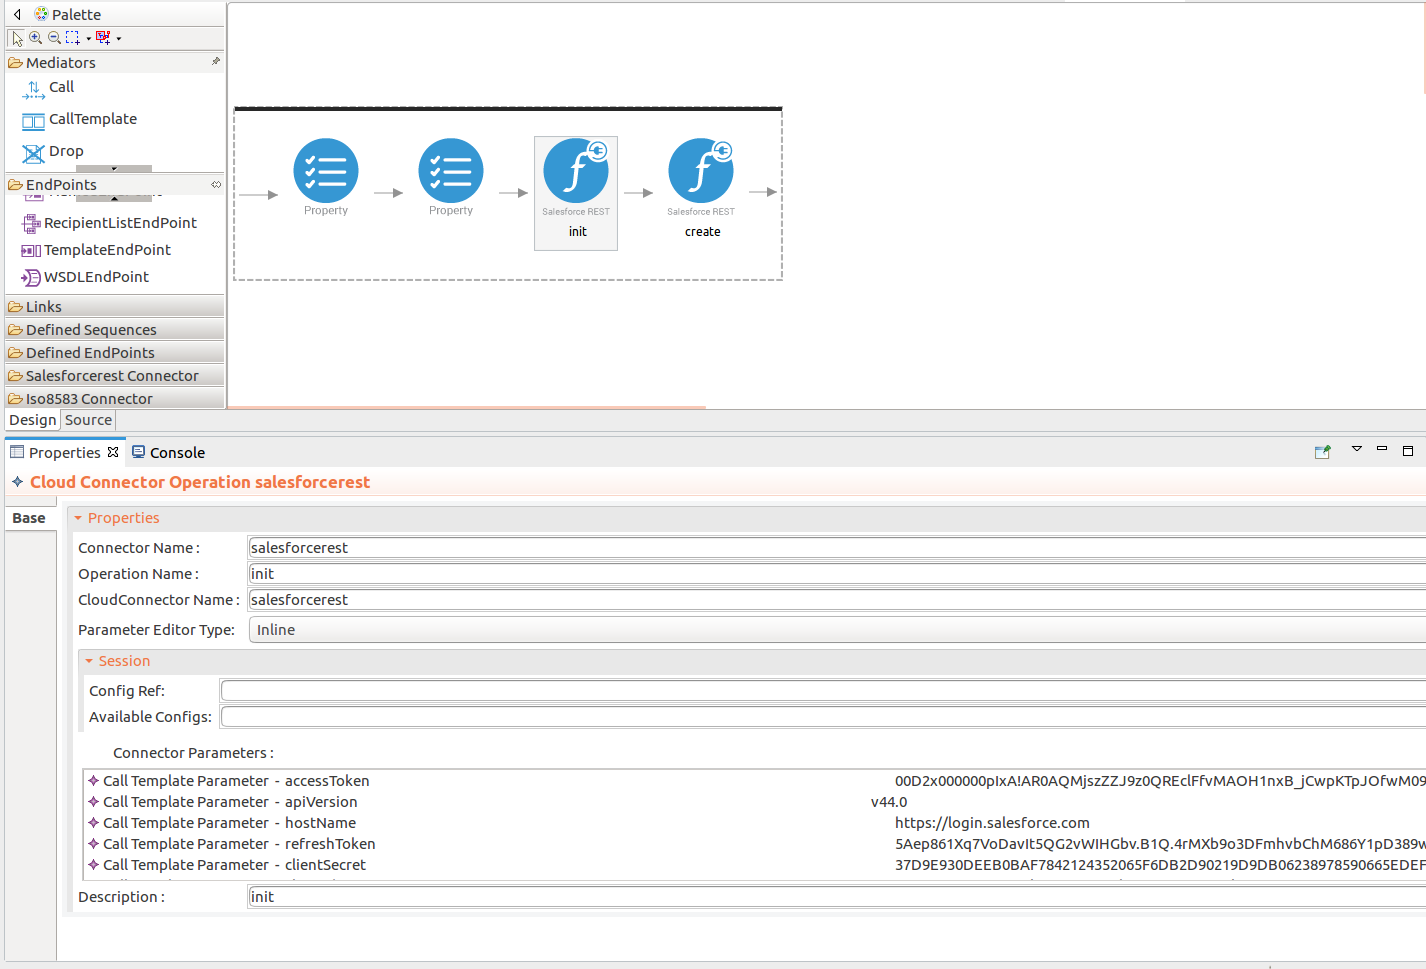 Palette
Mediators
Call
CallTemplate
Drop
EndPoints
RecipientListEndPoint
TemplateEndPoint
WSDLEndPoint
Links
Defined Sequences
Defined EndPoints
Salesforcerest Connector
Iso8583 Connector
Property
Property
Salesforce REST
init
Salesforce REST
create
Design Source
Properties Console
Cloud Connector Operation salesforcerest
Base
Properties
Connector Name : salesforcerest
Operation Name : init
CloudConnector Name : salesforcerest
Parameter Editor Type: Inline
Session
Config Ref:
Available Configs:
Connector Parameters :
Call Template Parameter - accessToken 00D2x000000pIxA!AR0AQMjszZZJ9z0QREclFfvMAOH1nxB_jCwpKTpJOfwM09
Call Template Parameter - apiVersion v44.0
Call Template Parameter - hostName https://login.salesforce.com
Call Template Parameter - refreshToken 5Aep861Xq7VoDavIt5QG2vWIHGbv.B1Q.4rMXb9o3DFmhvbChM686Y1pD389w
Call Template Parameter - clientSecret 37D9E930DEEB0BAF7842124352065F6DB2D90219D9DB06238978590665EDEF
Description : init